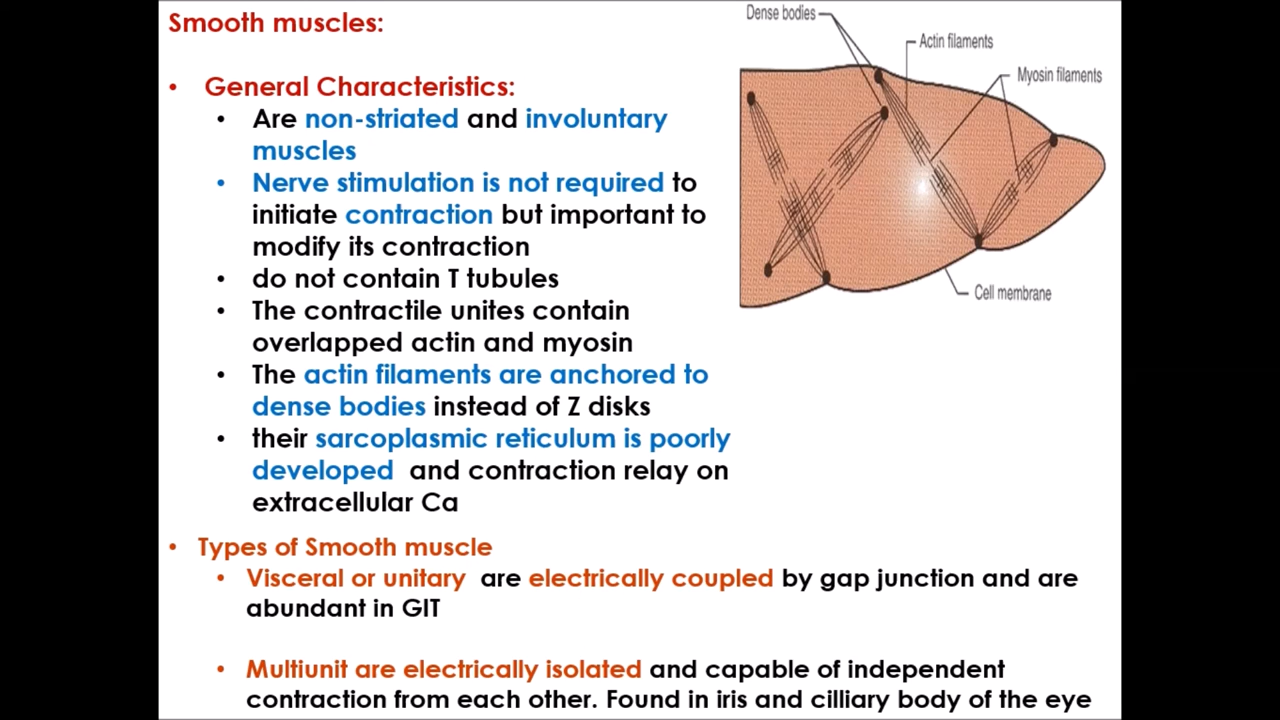 Smooth muscles:
• General Characteristics:
• Are non-striated and involuntary
muscles
• Nerve stimulation is not required to
initiate contraction but important to
modify its contraction
• do not contain T tubules
• The contractile unites contain
overlapped actin and myosin
• The actin filaments are anchored to
dense bodies instead of Z disks
• their sarcoplasmic reticulum is poorly
developed and contraction relay on
extracellular Ca
Dense bodies
Actin filaments
Myosin filaments
Cell membrane
• Types of Smooth muscle
• Visceral or unitary are electrically coupled by gap junction and are
abundant in GIT
• Multiunit are electrically isolated and capable of independent
contraction from each other. Found in iris and cilliary body of the eye